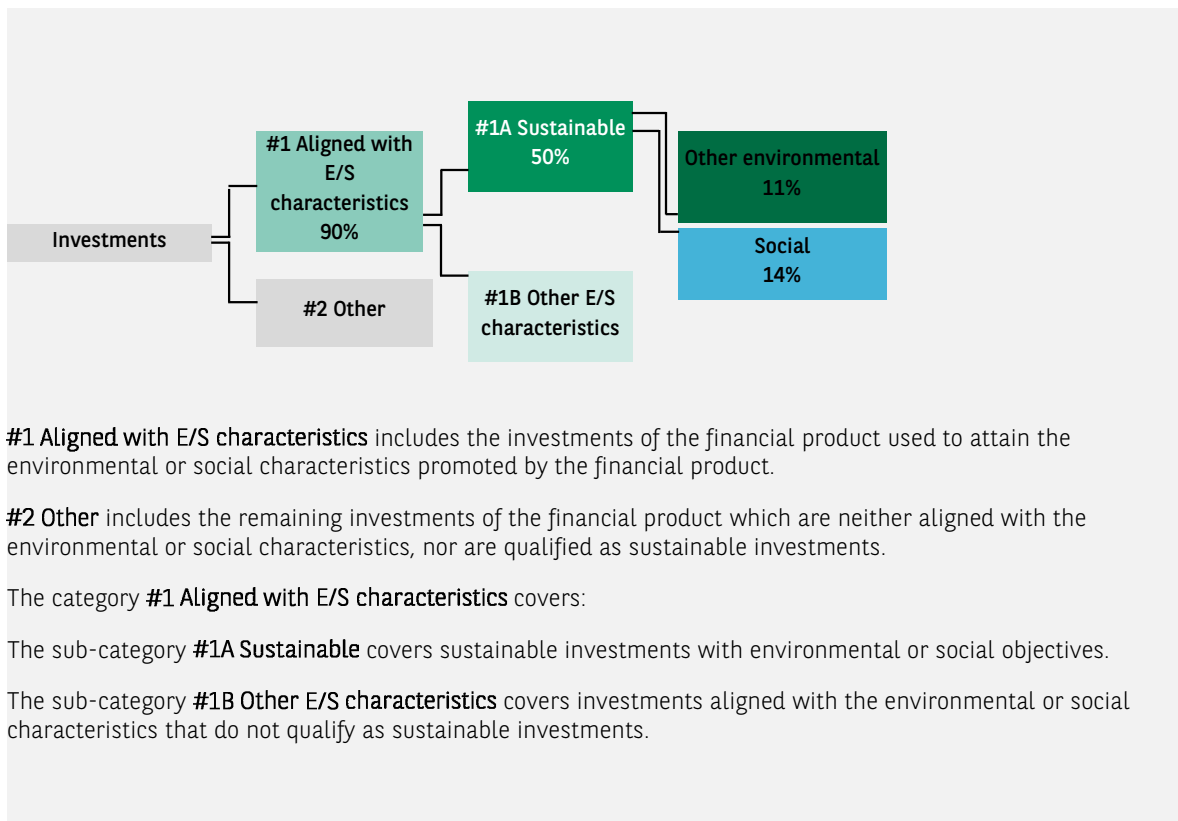 Investments
#1 Aligned with
E/S
characteristics
90%
#2 Other
#1A Sustainable
50%
#1B Other E/S
characteristics
Other environmental
11%
Social
14%
#1 Aligned with E/S characteristics includes the investments of the financial product used to attain the
environmental or social characteristics promoted by the financial product.
#2 Other includes the remaining investments of the financial product which are neither aligned with the
environmental or social characteristics, nor are qualified as sustainable investments.
The category #1 Aligned with E/S characteristics covers:
The sub-category #1A Sustainable covers sustainable investments with environmental or social objectives.
The sub-category #1B Other E/S characteristics covers investments aligned with the environmental or social
characteristics that do not qualify as sustainable investments.